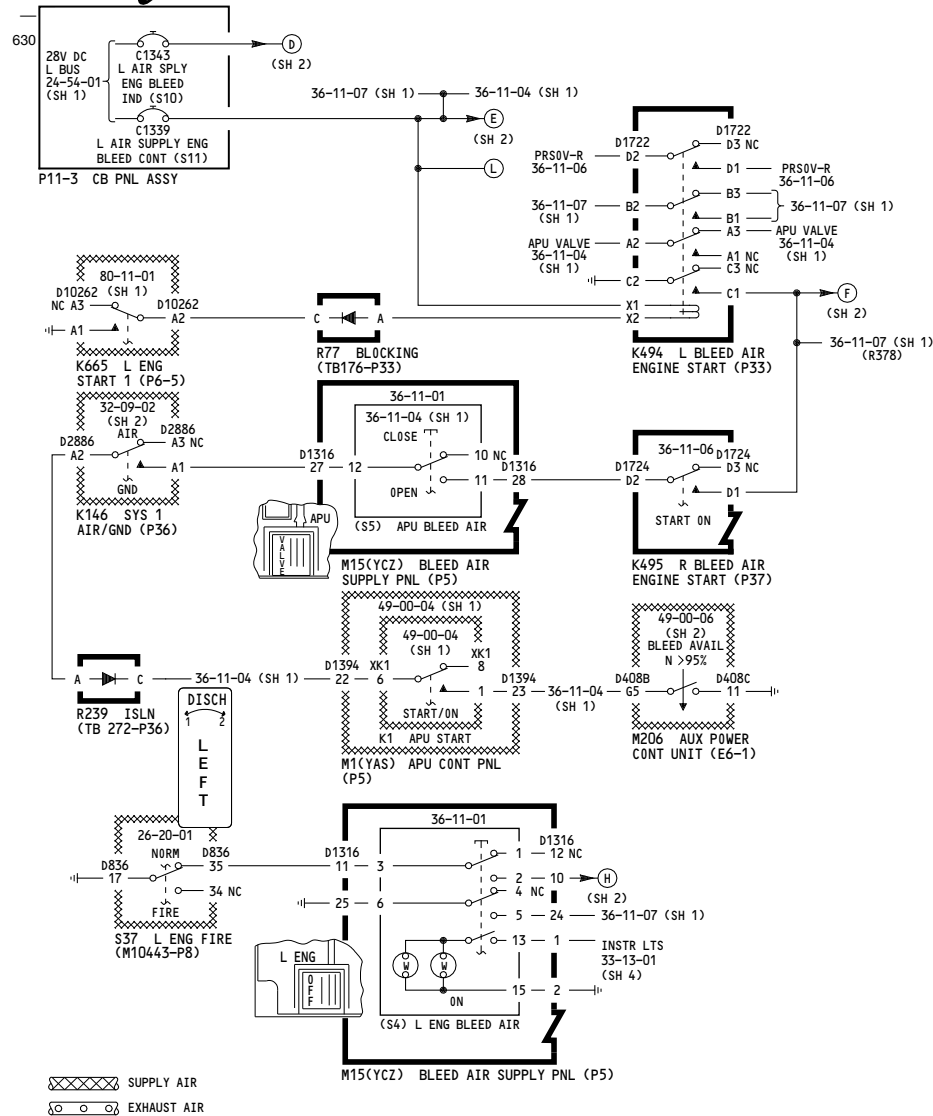 630
28V DC
L BUS
24-54-01
(SH 1)
C1343
L AIR SPLY
ENG BLEED
IND (S10)
C1339
L AIR SUPPLY ENG
BLEED CONT (S11)
P11-3 CB PNL ASSY
D
(SH 2)
36-11-07 (SH 1)
36-11-04 (SH 1)
E
(SH 2)
L
D1722
D1722
D3 NC
PRSOV-R
36-11-06
D2
D1
PRSOV-R
36-11-06
36-11-07
(SH 1)
B2
B3
B1
36-11-07 (SH 1)
APU VALVE
36-11-04
(SH 1)
A2
A3
APU VALVE
36-11-04
(SH 1)
A1 NC
C3 NC
C2
C1
F
(SH 2)
X1
X2
K494 L BLEED AIR
ENGINE START (P33)
36-11-07 (SH 1)
(R378)
80-11-01
(SH 1)
D10262
NC A3
D10262
A2
A1
K665 L ENG
START 1 (P6-5)
C
A
R77 BLOCKING
(TB176-P33)
32-09-02
(SH 2)
AIR
D2886
A2
D2886
A3 NC
A1
GND
K146 SYS 1
AIR/GND (P36)
36-11-01
36-11-04 (SH 1)
CLOSE
D1316
27
12
10 NC
11
D1316
28
OPEN
(S5) APU BLEED AIR
APU
VALVE
M15(YCZ) BLEED AIR
SUPPLY PNL (P5)
36-11-06
D1724
D2
D1724
D3 NC
D1
START ON
K495 R BLEED AIR
ENGINE START (P37)
A
C
36-11-04 (SH 1)
R239 ISLN
(TB 272-P36)
49-00-04 (SH 1)
49-00-04
(SH 1)
D1394
22
XK1
6
XK1
8
1
D1394
23
START/ON
K1 APU START
M1(YAS) APU CONT PNL
(P5)
36-11-04
(SH 1)
49-00-06
(SH 2)
BLEED AVAIL
N >95%
D408B
G5
D408C
11
M206 AUX POWER
CONT UNIT (E6-1)
DISCH
1 2
LEFT
26-20-01
NORM
D836
17
D836
35
34 NC
FIRE
S37 L ENG FIRE
(M10443-P8)
36-11-01
D1316
11
3
1
D1316
12 NC
2
10
H
(SH 2)
4 NC
25
6
5
24
36-11-07 (SH 1)
13
1
INSTR LTS
33-13-01
(SH 4)
W
W
15
2
ON
(S4) L ENG BLEED AIR
L ENG
OFF
M15(YCZ) BLEED AIR SUPPLY PNL (P5)
SUPPLY AIR
EXHAUST AIR